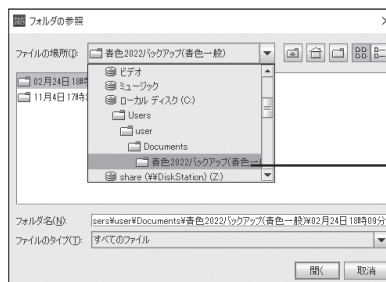 フォルダの参照
ファイルの場所(I): 青色2022バックアップ(青色一般)
02月24日18時
11月4日17時
ビデオ
ミュージック
ローカル ディスク (C:)
Users
user
Documents
青色2022バックアップ(青色一
share (¥¥DiskStation) (Z:)
フォルダ名(N): sers¥user¥Documents¥青色2022バックアップ(青色一般)¥02月24日18時09分
ファイルのタイプ(T): すべてのファイル
開く 取消